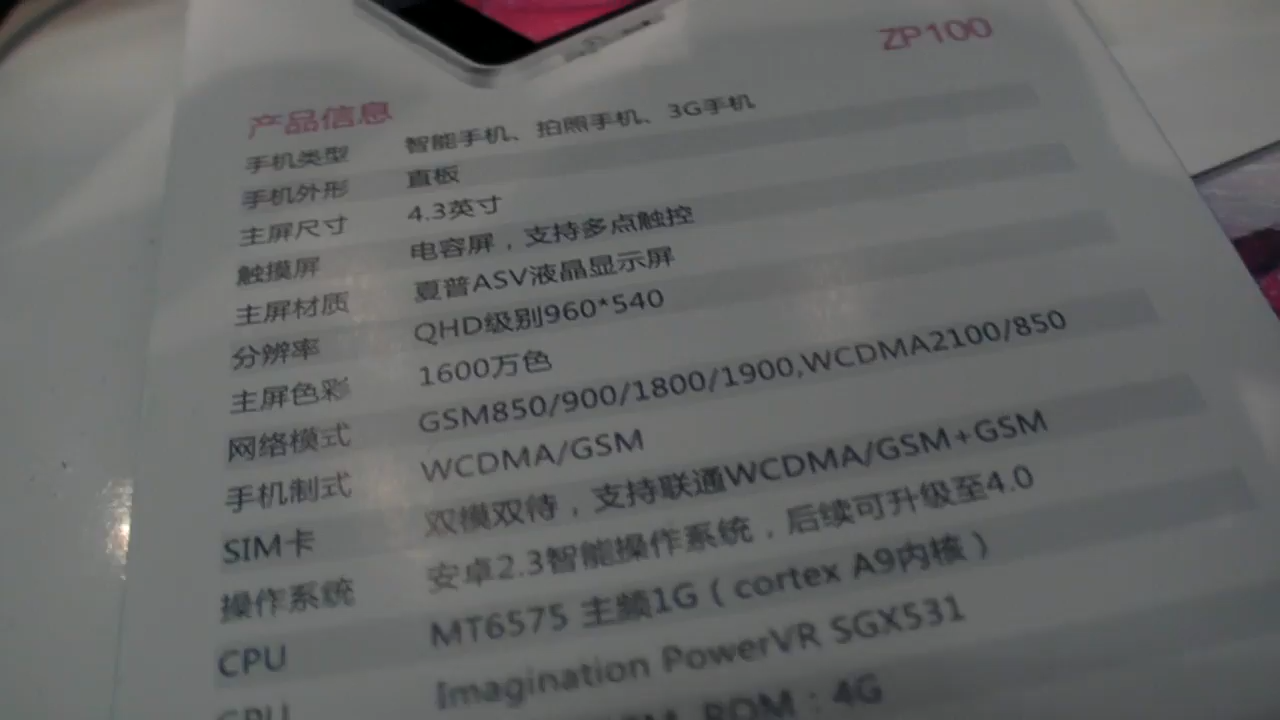 ZP100
产品信息
手机类型 智能手机、拍照手机、3G手机
手机外形 直板
主屏尺寸 4.3英寸
触摸屏 电容屏，支持多点触控
主屏材质 夏普ASV液晶显示屏
分辨率 QHD级别960*540
主屏色彩 1600万色
网络模式 GSM850/900/1800/1900,WCDMA2100/850
手机制式 WCDMA/GSM
SIM卡 双模双待，支持联通WCDMA/GSM+GSM
操作系统 安卓2.3智能操作系统，后续可升级至4.0
CPU MT6575 主频1G（cortex A9内核）
GPU Imagination PowerVR SGX531
ROM：4G